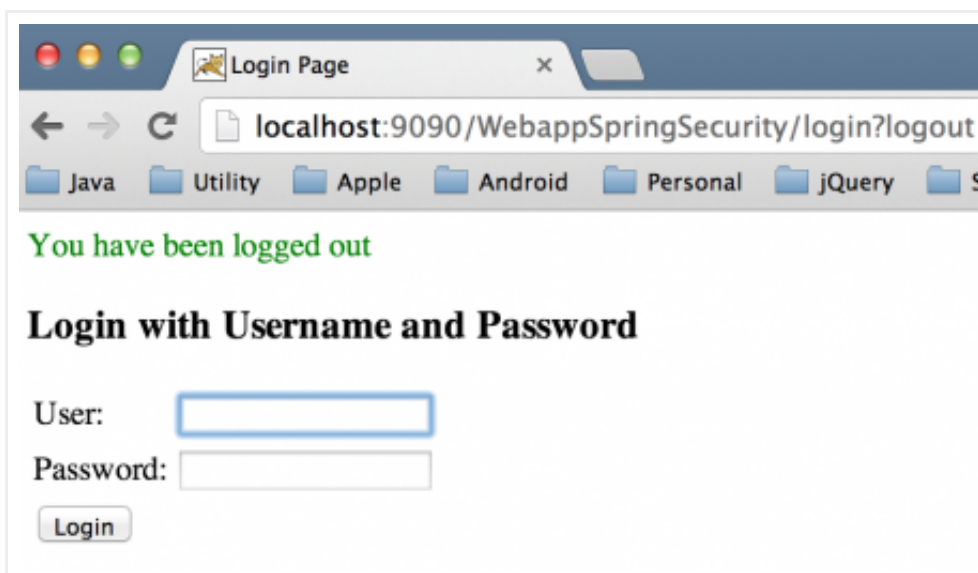 Login Page
localhost:9090/WebappSpringSecurity/login?logout
Java Utility Apple Android Personal jQuery S
You have been logged out
Login with Username and Password
User:
Password:
Login